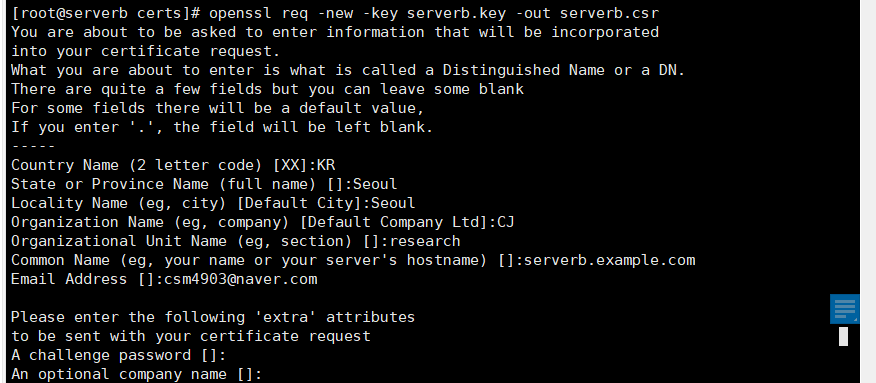 [root@serverb certs]# openssl req -new -key serverb.key -out serverb.csr
You are about to be asked to enter information that will be incorporated
into your certificate request.
What you are about to enter is what is called a Distinguished Name or a DN.
There are quite a few fields but you can leave some blank
For some fields there will be a default value,
If you enter '.', the field will be left blank.
-----
Country Name (2 letter code) [XX]:KR
State or Province Name (full name) []:Seoul
Locality Name (eg, city) [Default City]:Seoul
Organization Name (eg, company) [Default Company Ltd]:CJ
Organizational Unit Name (eg, section) []:research
Common Name (eg, your name or your server's hostname) []:serverb.example.com
Email Address []:csm4903@naver.com

Please enter the following 'extra' attributes
to be sent with your certificate request
A challenge password []:
An optional company name []: